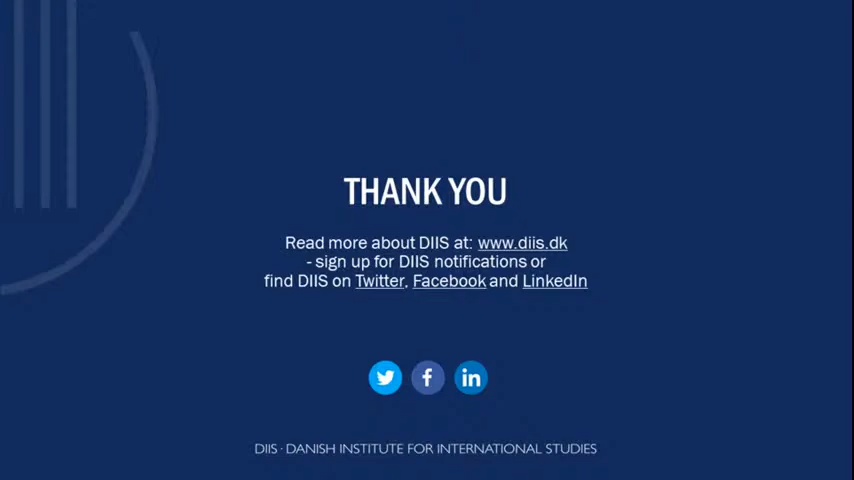 THANK YOU
Read more about DIIS at: www.diis.dk
- sign up for DIIS notifications or
find DIIS on Twitter, Facebook and LinkedIn
DIIS · DANISH INSTITUTE FOR INTERNATIONAL STUDIES